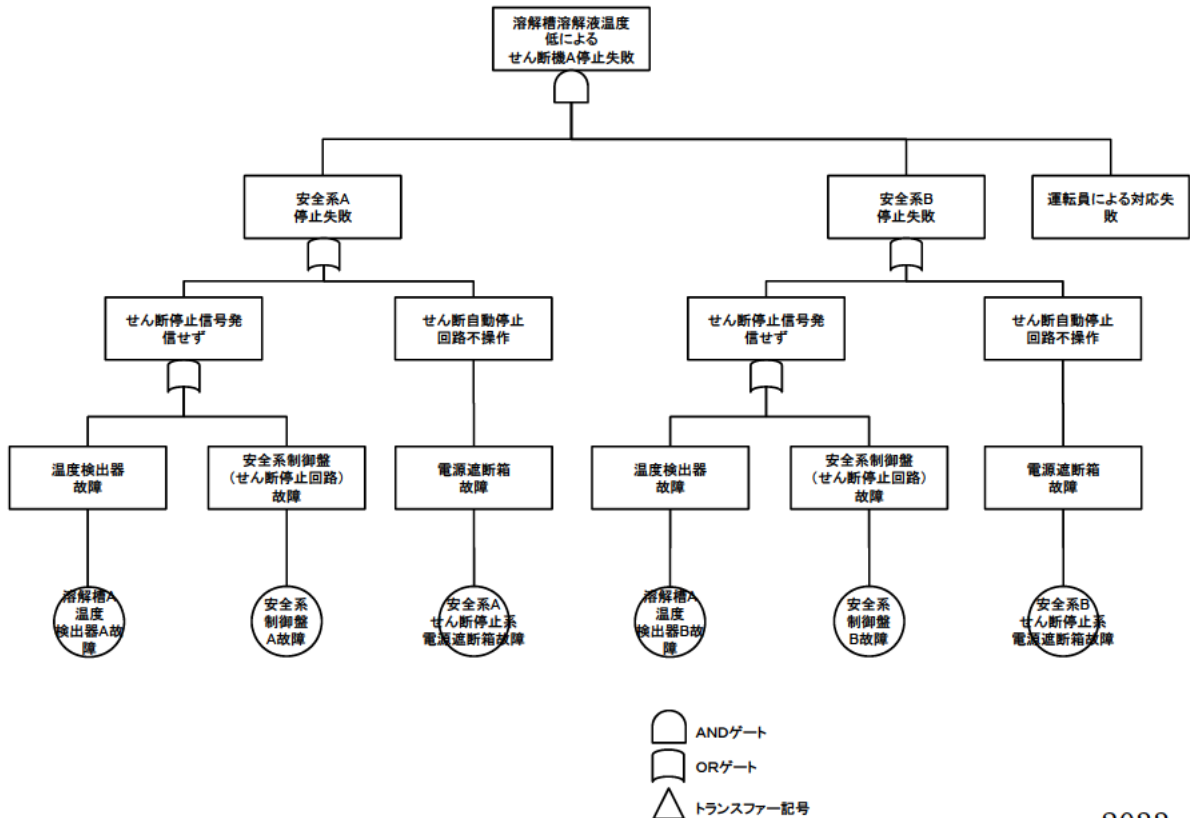 溶解槽溶解液温度
低による
せん断機A停止失敗
安全系A
停止失敗
安全系B
停止失敗
運転員による対応失
敗
せん断停止信号発
信せず
せん断自動停止
回路不操作
せん断停止信号発
信せず
せん断自動停止
回路不操作
温度検出器
故障
安全系制御盤
（せん断停止回路）
故障
電源遮断箱
故障
温度検出器
故障
安全系制御盤
（せん断停止回路）
故障
電源遮断箱
故障
溶解槽A
温度
検出器A故
障
安全系
制御盤
A故障
安全系A
せん断停止系
電源遮断箱故障
溶解槽A
温度
検出器B故
障
安全系
制御盤
B故障
安全系B
せん断停止系
電源遮断箱故障
ANDゲート
ORゲート
トランスファー記号